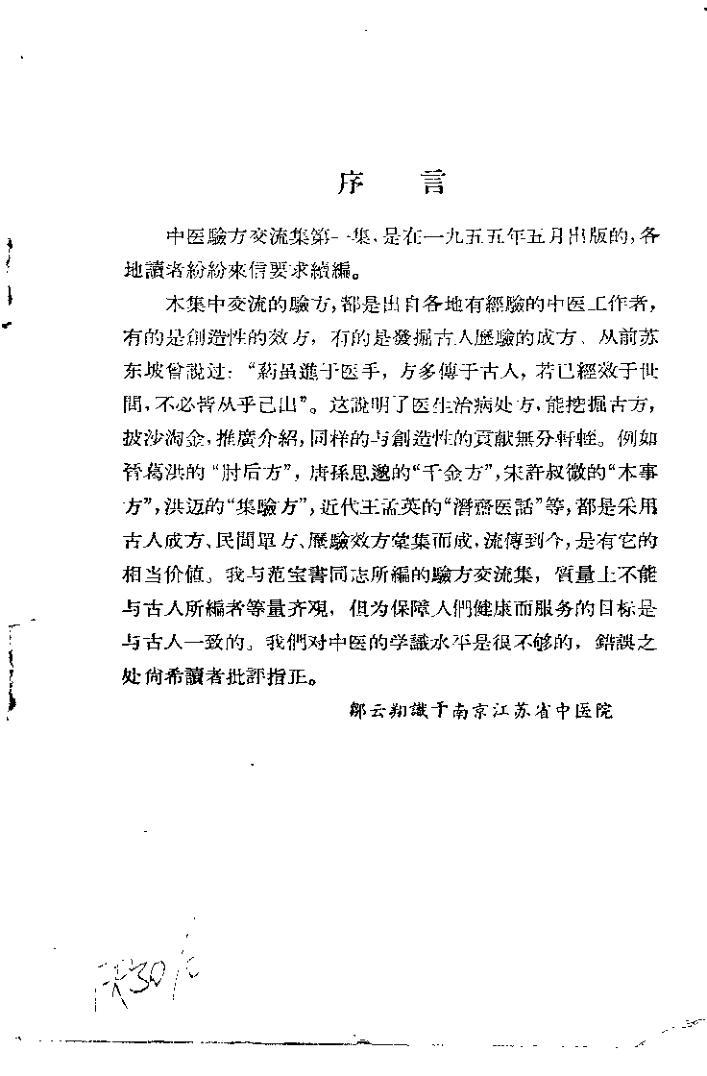 序言
中医驗方交流集第一集，是在一九五五年五月出版的，各
地讀者紛紛來信要求續編。
本集中交流的驗方，都是出自各地有經驗的中医工作者，
有的是創造性的效方，有的是發掘古人歷驗的成方、从前苏
东坡曾說过：“葯虽進于医手，方多傳于古人，若已經效于世
間，不必皆从乎己出”。这說明了医生治病处方，能挖掘古方，
披沙淘金，推廣介紹，同样的与創造性的貢献無分軒輊。例如
晉葛洪的“肘后方”，唐孫思邈的“千金方”，宋許叔微的“本事
方”，洪迈的“集驗方”，近代王孟英的“潛齋医話”等，都是采用
古人成方、民間單方、歷驗效方彙集而成，流傳到今，是有它的
相当价値。我与范宝書同志所編的驗方交流集，質量上不能
与古人所編者等量齐觀，但为保障人們健康而服务的目标是
与古人一致的。我們对中医的学識水平是很不够的，錯誤之
处尙希讀者批評指正。
鄒云翔識于南京江苏省中医院
30